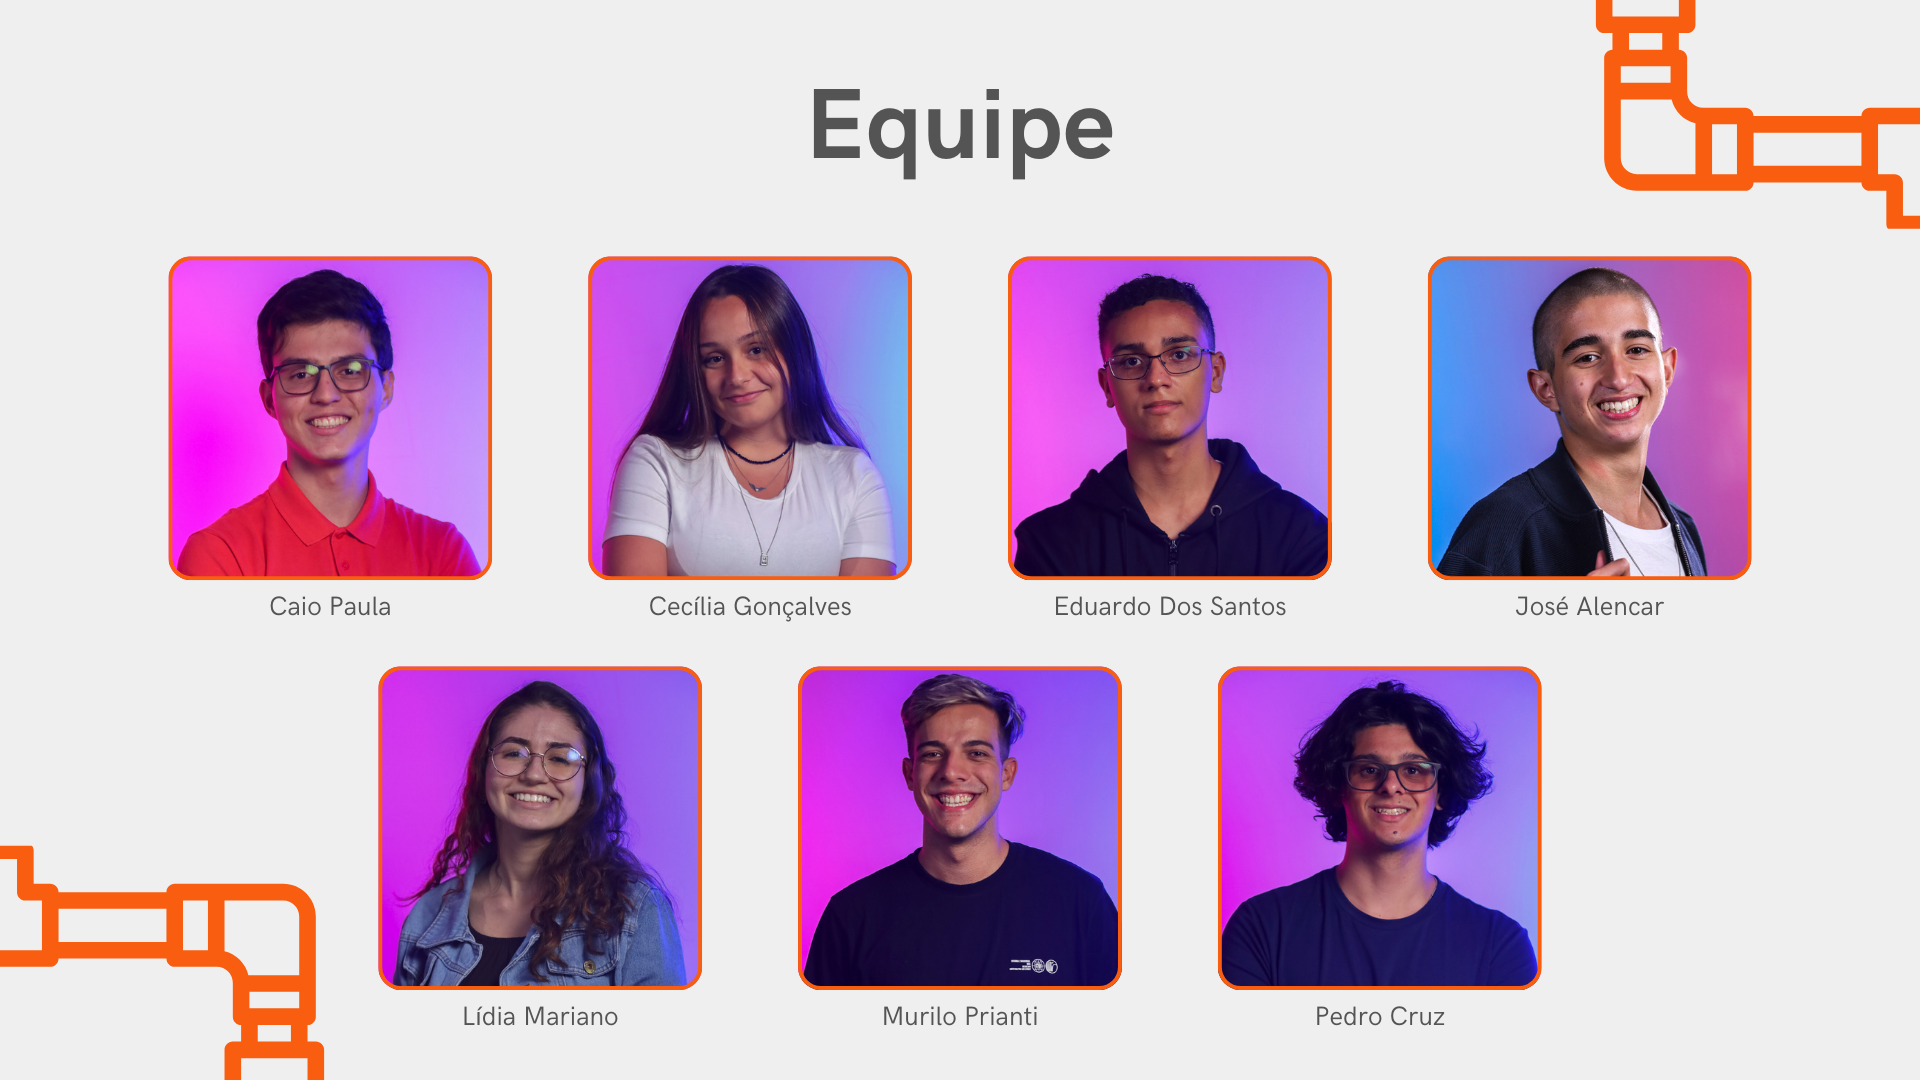 Equipe
Caio Paula
Cecília Gonçalves
Eduardo Dos Santos
José Alencar
Lídia Mariano
Murilo Prianti
Pedro Cruz